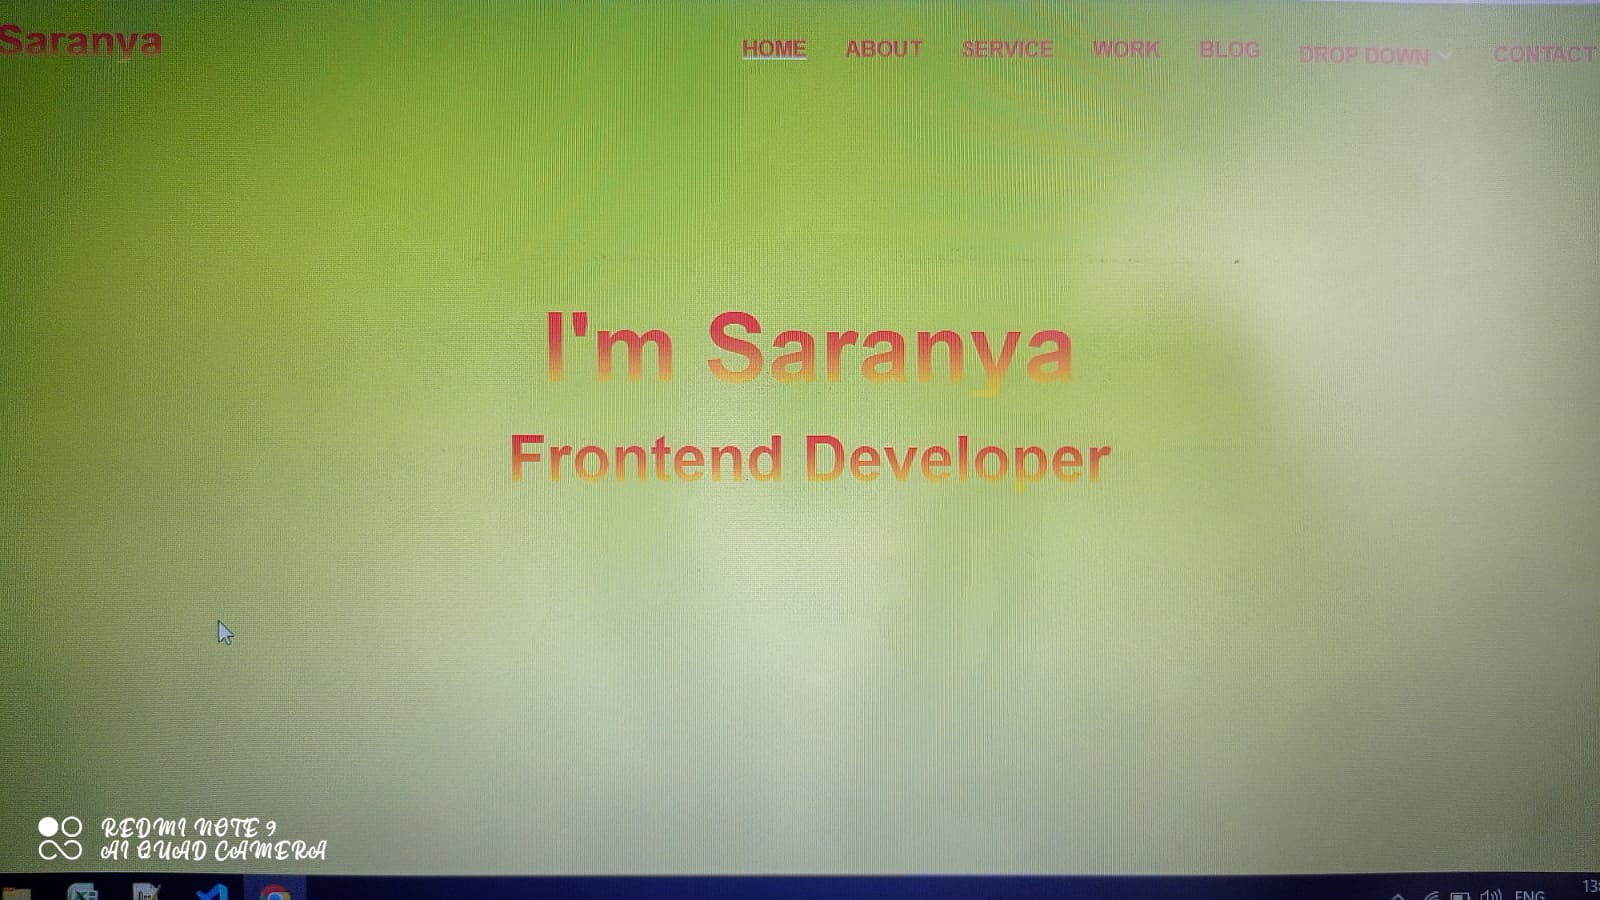 Saranya
HOME ABOUT SERVICE WORK BLOG DROP DOWN CONTACT
I'm Saranya
Frontend Developer
REDMI NOTE 9
AI QUAD CAMERA
ENG